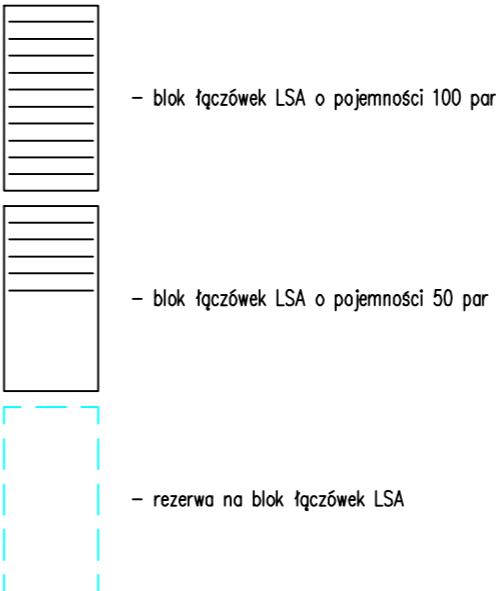 – blok łączówek LSA o pojemności 100 par
– blok łączówek LSA o pojemności 50 par
– rezerwa na blok łączówek LSA